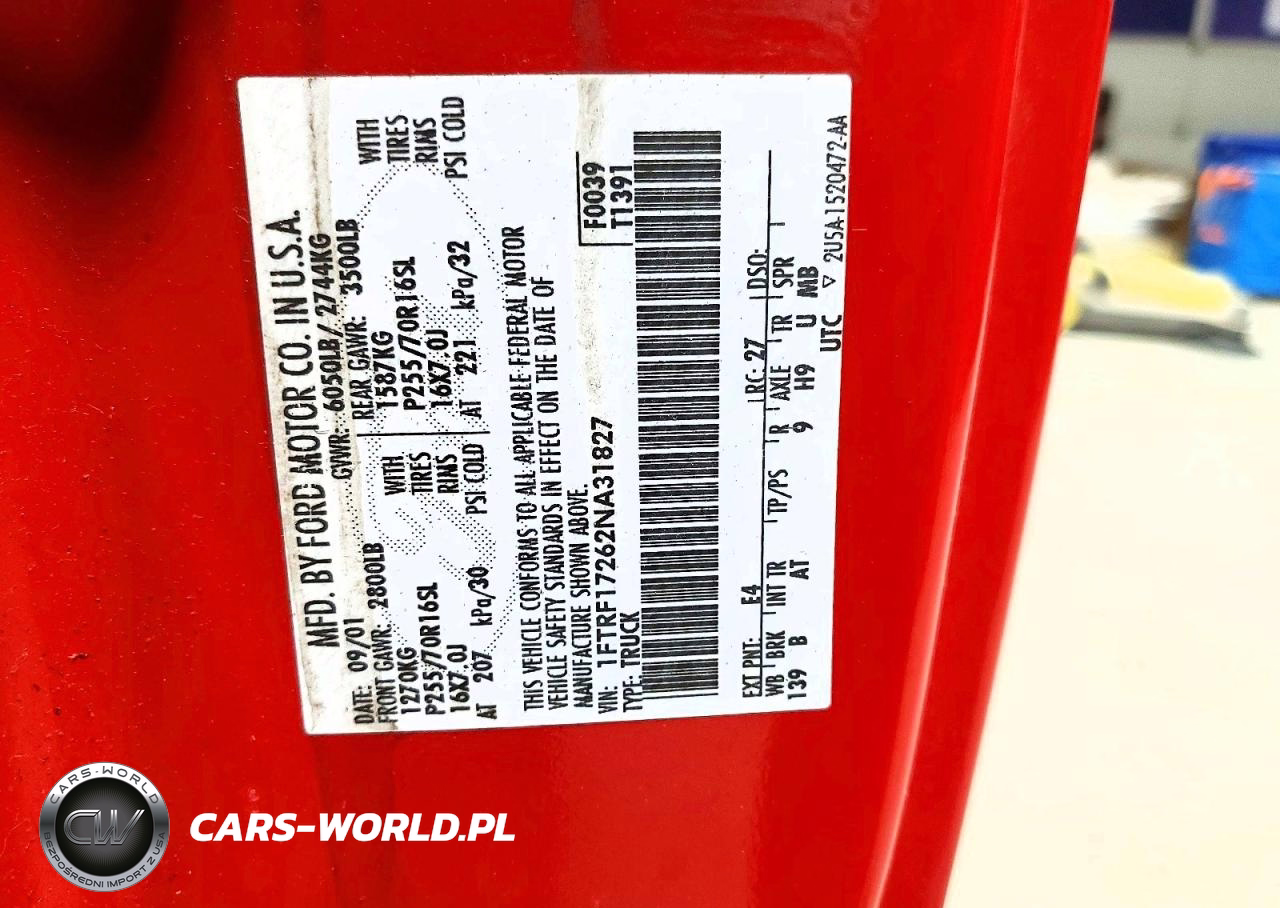 MFD. BY FORD MOTOR CO. IN U.S.A.
DATE: 09/01 GVWR: 6050LB/ 2744KG
FRONT GAWR: 2800LB REAR GAWR: 3500LB
1270KG WITH 1587KG WITH
P255/70R16SL TIRES P255/70R16SL TIRES
16X7.0J RIMS 16X7.0J RIMS
AT 207 kPa/30 PSI COLD AT 221 kPa/32 PSI COLD
THIS VEHICLE CONFORMS TO ALL APPLICABLE FEDERAL MOTOR
VEHICLE SAFETY STANDARDS IN EFFECT ON THE DATE OF
MANUFACTURE SHOWN ABOVE.
VIN: 1FTRF17262NA31827 F0039
TYPE: TRUCK T1391
EXT PNT: E4 RC: 27 DSO:
WB BRK INT TR TP/PS R AXLE TR SPR
139 B AT 9 H9 U MB
UTC ▽ 2U5A-1520472-AA
CARS-WORLD
CW
BEZPOŚREDNI IMPORT Z USA
CARS-WORLD.PL